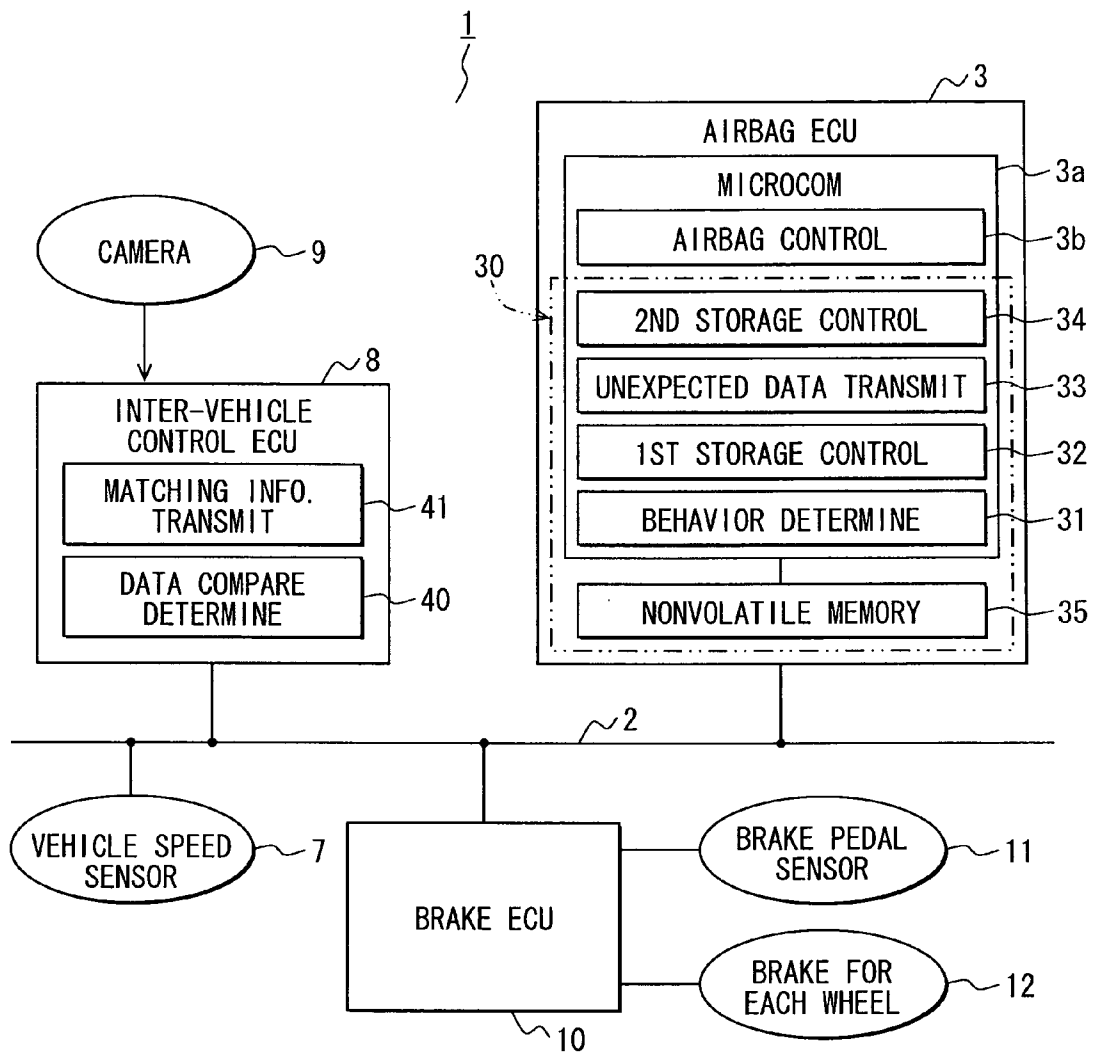 1
3
AIRBAG ECU
MICROCOM
3a
AIRBAG CONTROL
3b
30
2ND STORAGE CONTROL
34
UNEXPECTED DATA TRANSMIT
33
1ST STORAGE CONTROL
32
BEHAVIOR DETERMINE
31
NONVOLATILE MEMORY
35
CAMERA
9
8
INTER-VEHICLE
CONTROL ECU
MATCHING INFO.
TRANSMIT
41
DATA COMPARE
DETERMINE
40
2
VEHICLE SPEED
SENSOR
7
BRAKE ECU
10
BRAKE PEDAL
SENSOR
11
BRAKE FOR
EACH WHEEL
12